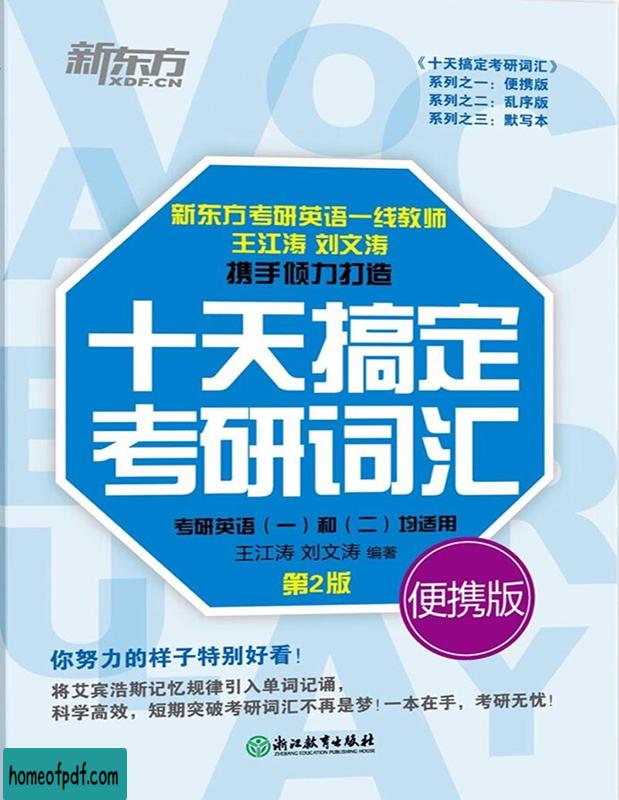 新东方
XDF.CN
《十天搞定考研词汇》
系列之一：便携版
系列之二：乱序版
系列之三：默写本
VOCABULARY
新东方考研英语一线教师
王江涛 刘文涛
携手倾力打造
十天搞定
考研词汇
考研英语（一）和（二）均适用
王江涛 刘文涛 编著
第2版
便携版
你努力的样子特别好看！
将艾宾浩斯记忆规律引入单词记诵，
科学高效，短期突破考研词汇不再是梦！一本在手，考研无忧！
浙江教育出版社
homeofpdf.com